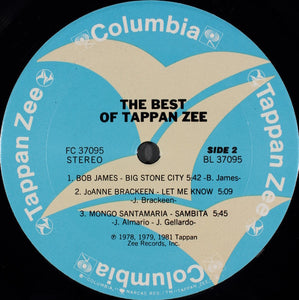 Columbia
Tappan Zee
Tappan Zee
THE BEST
OF TAPPAN ZEE
FC 37095
STEREO
SIDE 2
BL 37095
1. BOB JAMES - BIG STONE CITY 5:42 -B. James-
2. JoANNE BRACKEEN - LET ME KNOW 5:09
-J. Brackeen-
3. MONGO SANTAMARIA - SAMBITA 5:45
-J. Almario - J. Gellardo-
℗ 1978, 1979, 1981 Tappan
Zee Records, Inc.
Columbia